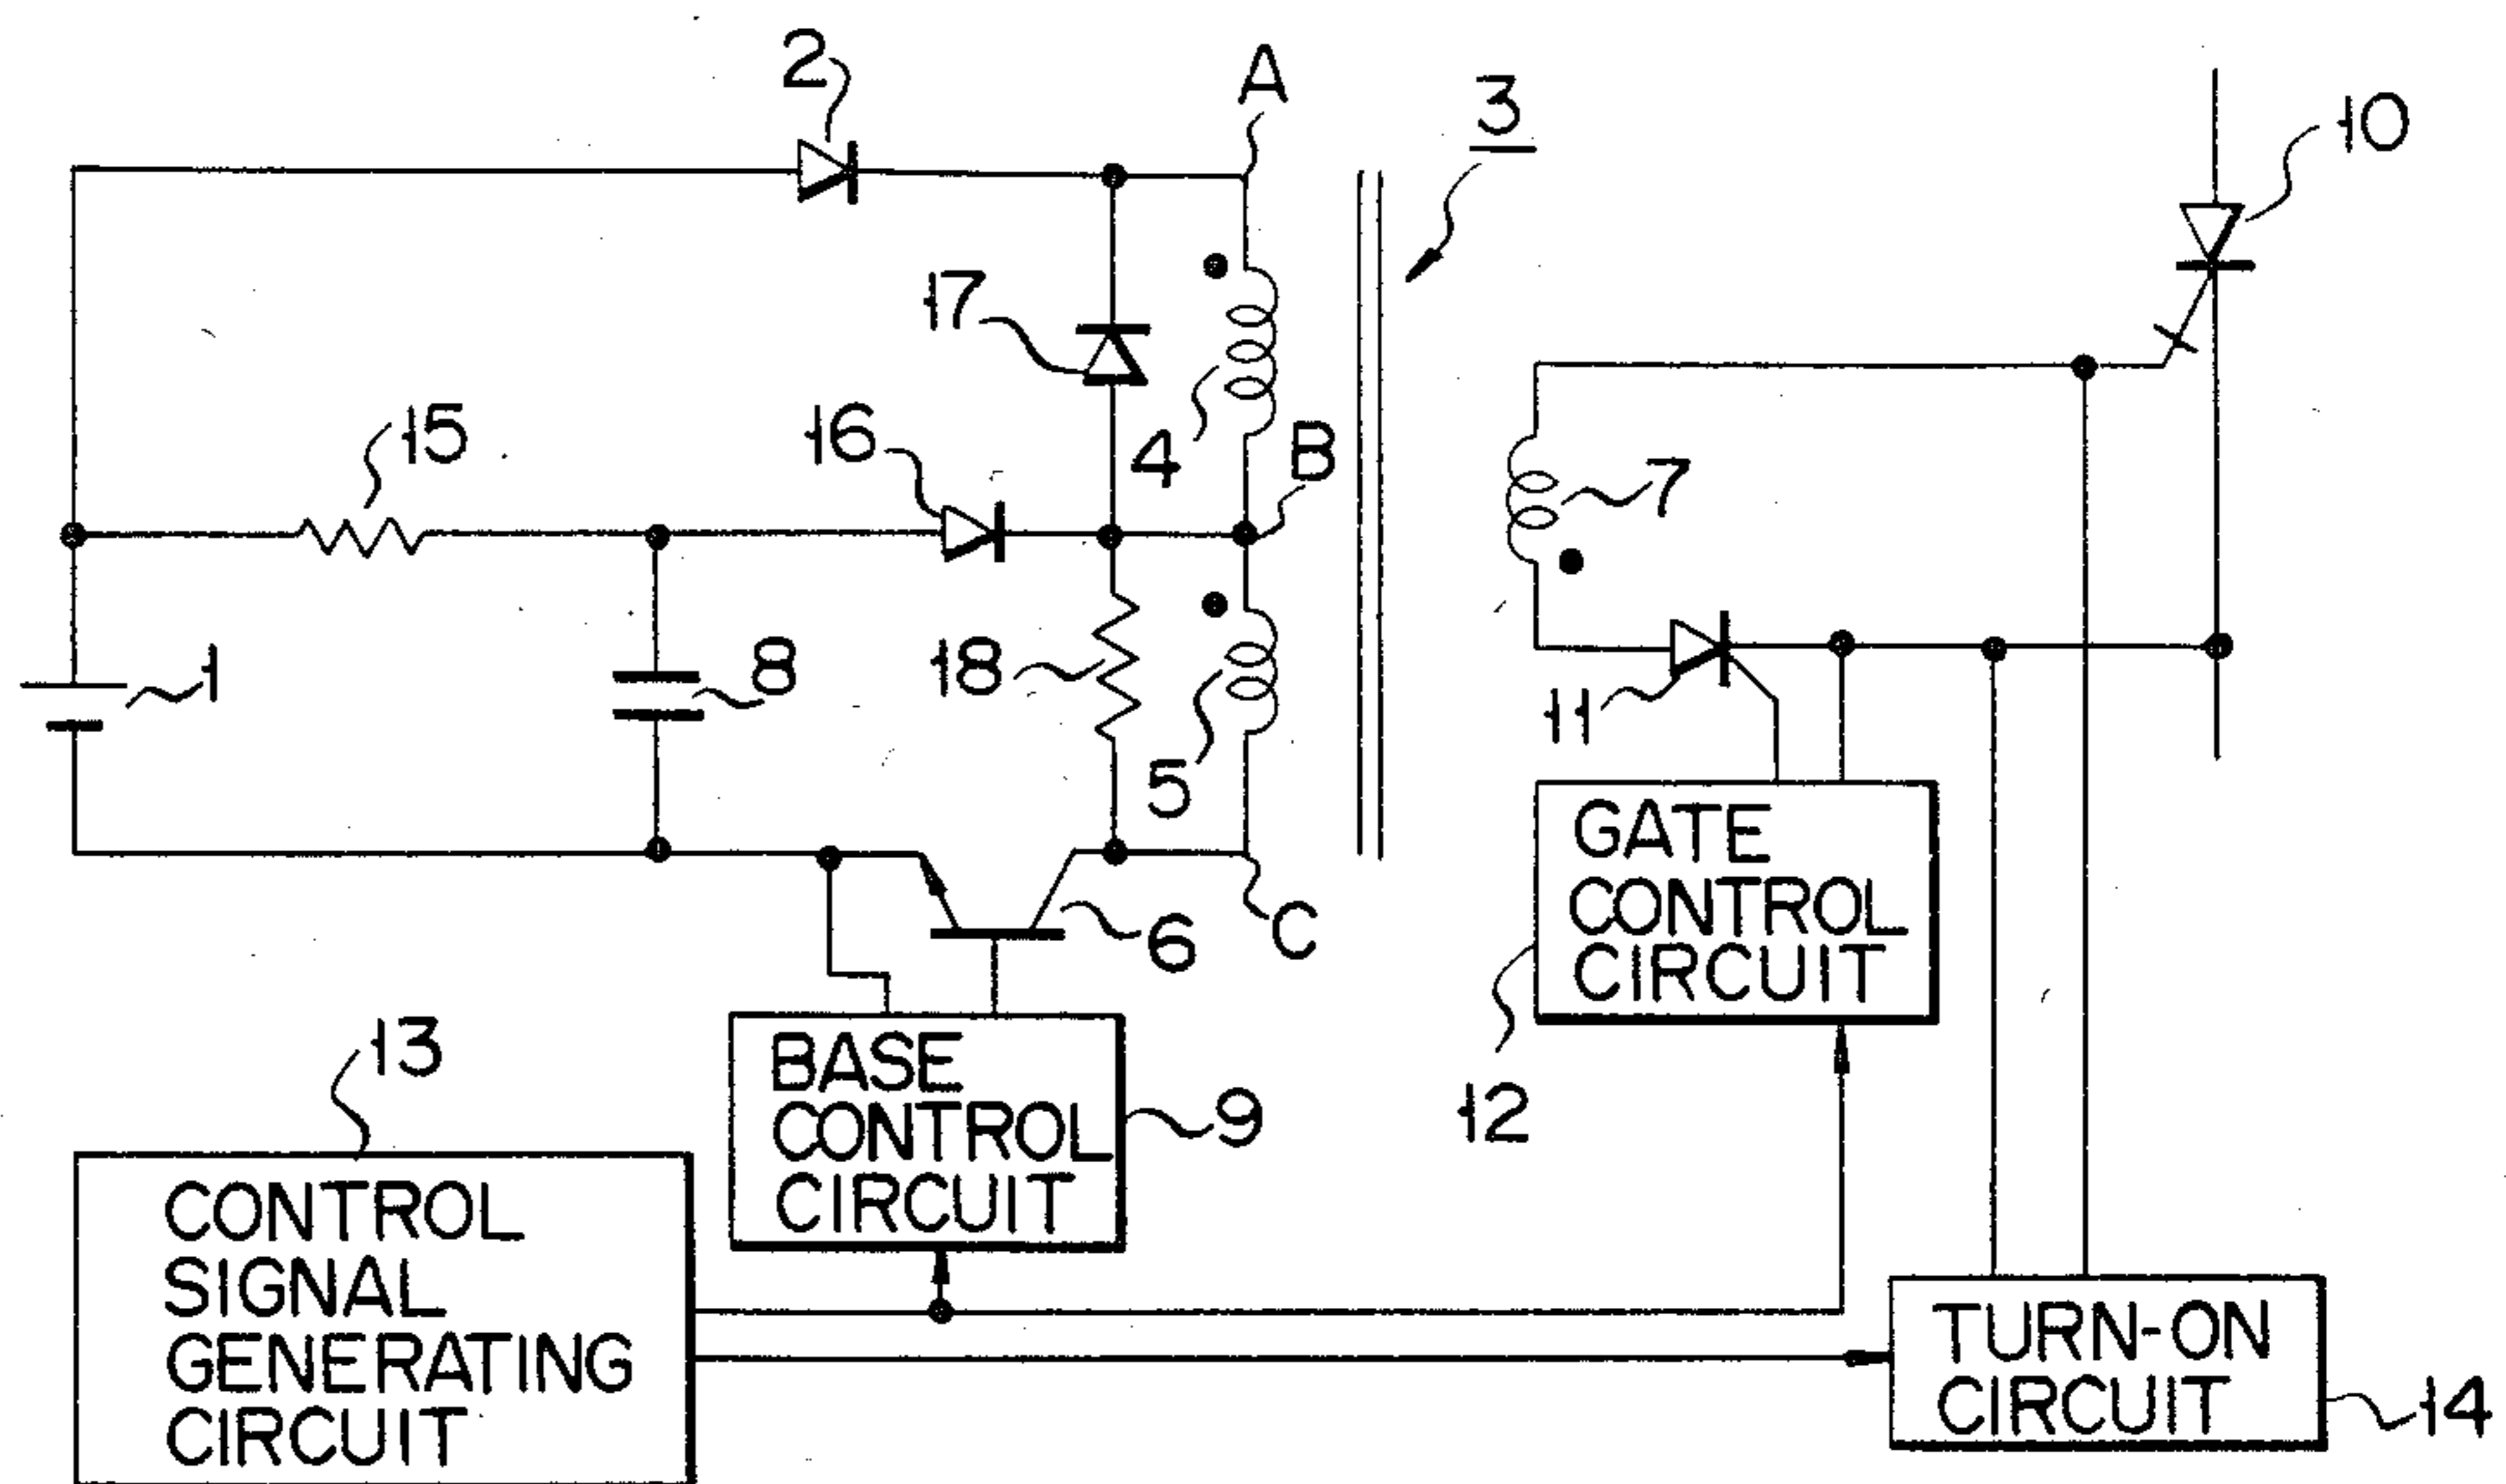 2
A
3
10
17
15
16
4
B
7
1
8
18
11
5
GATE
CONTROL
CIRCUIT
6
C
12
13
BASE
CONTROL
CIRCUIT
9
CONTROL
SIGNAL
GENERATING
CIRCUIT
TURN-ON
CIRCUIT
14